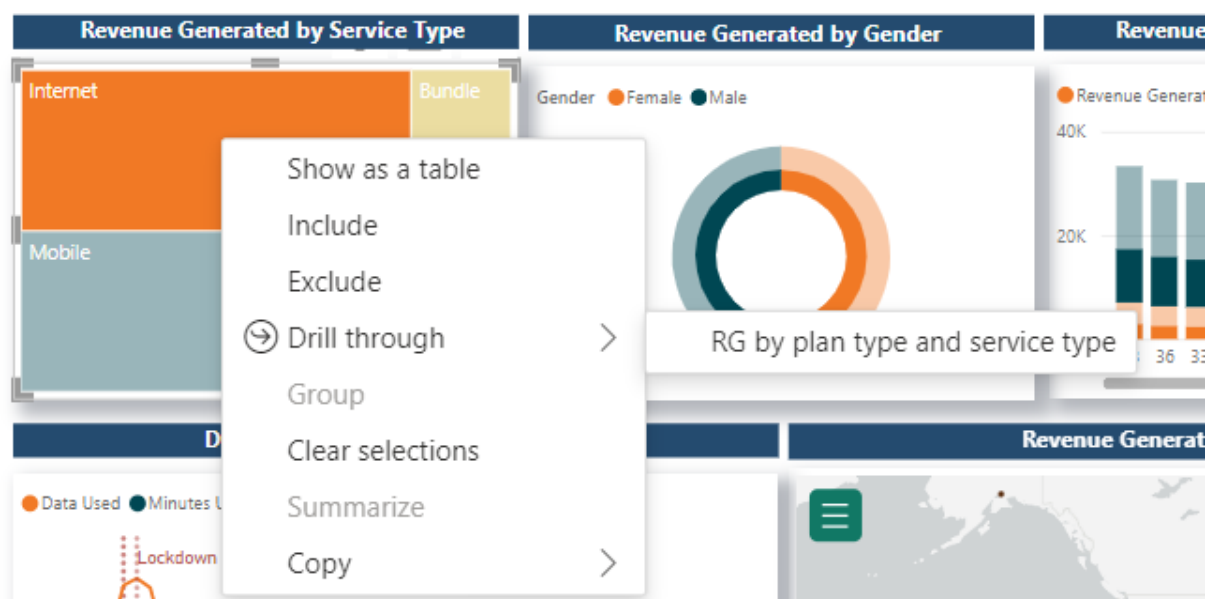 Revenue Generated by Service Type
Revenue Generated by Gender
Revenue
Internet
Bundle
Mobile
Gender Female Male
Revenue Generat
40K
20K
36 33
Show as a table
Include
Exclude
Drill through
RG by plan type and service type
Group
Clear selections
Summarize
Copy
D
Revenue Generat
Data Used Minutes U
Lockdown